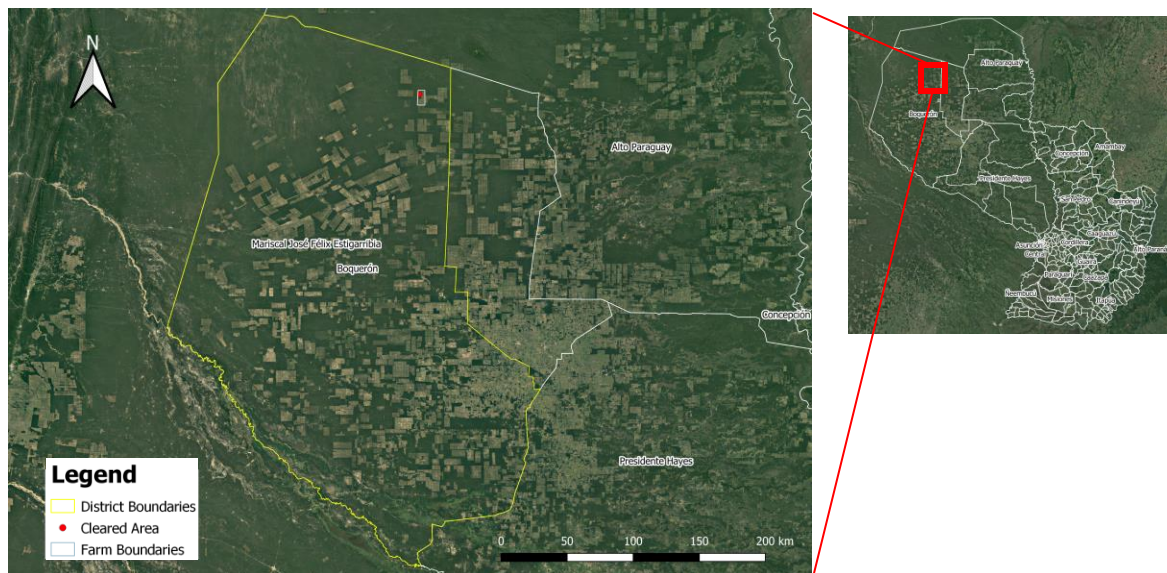 N
Alto Paraguay
Mariscal José Félix Estigarribia
Boquerón
Concepción
Presidente Hayes
Legend
District Boundaries
Cleared Area
Farm Boundaries
0 50 100 150 200 km
Alto Paraguay
Boquerón
Concepción
Amambay
Presidente Hayes
San Pedro
Canindeyú
Caaguazú
Asunción
Cordillera
Central
Alto Paraná
Guairá
Paraguarí
Caazapá
Ñeembucú
Misiones
Itapúa